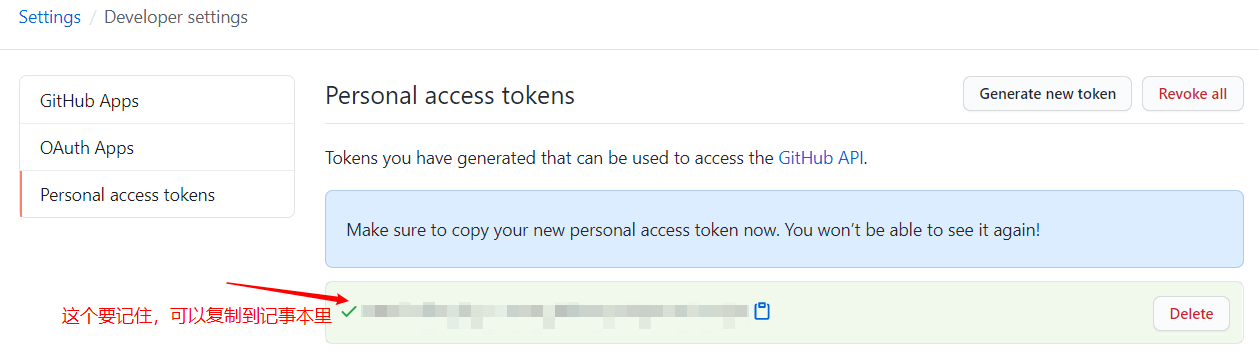 Settings / Developer settings
GitHub Apps
OAuth Apps
Personal access tokens
Personal access tokens
Generate new token
Revoke all
Tokens you have generated that can be used to access the GitHub API.
Make sure to copy your new personal access token now. You won't be able to see it again!
这个要记住，可以复制到记事本里
Delete